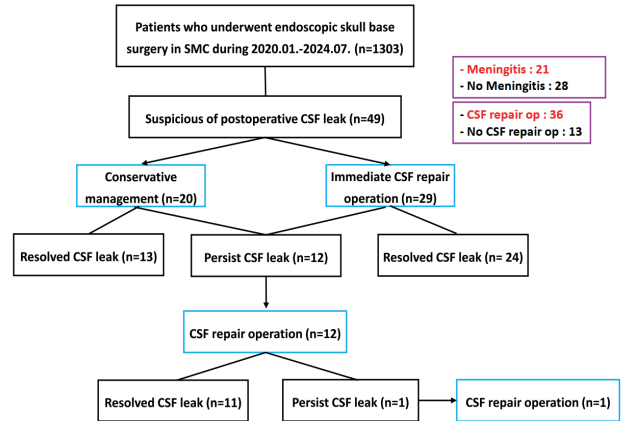 Patients who underwent endoscopic skull base
surgery in SMC during 2020.01.-2024.07. (n=1303)
- Meningitis : 21
- No Meningitis : 28
Suspicious of postoperative CSF leak (n=49)
- CSF repair op : 36
- No CSF repair op : 13
Conservative
management (n=20)
Immediate CSF repair
operation (n=29)
Resolved CSF leak (n=13)
Persist CSF leak (n=12)
Resolved CSF leak (n= 24)
CSF repair operation (n=12)
Resolved CSF leak (n=11)
Persist CSF leak (n=1)
CSF repair operation (n=1)